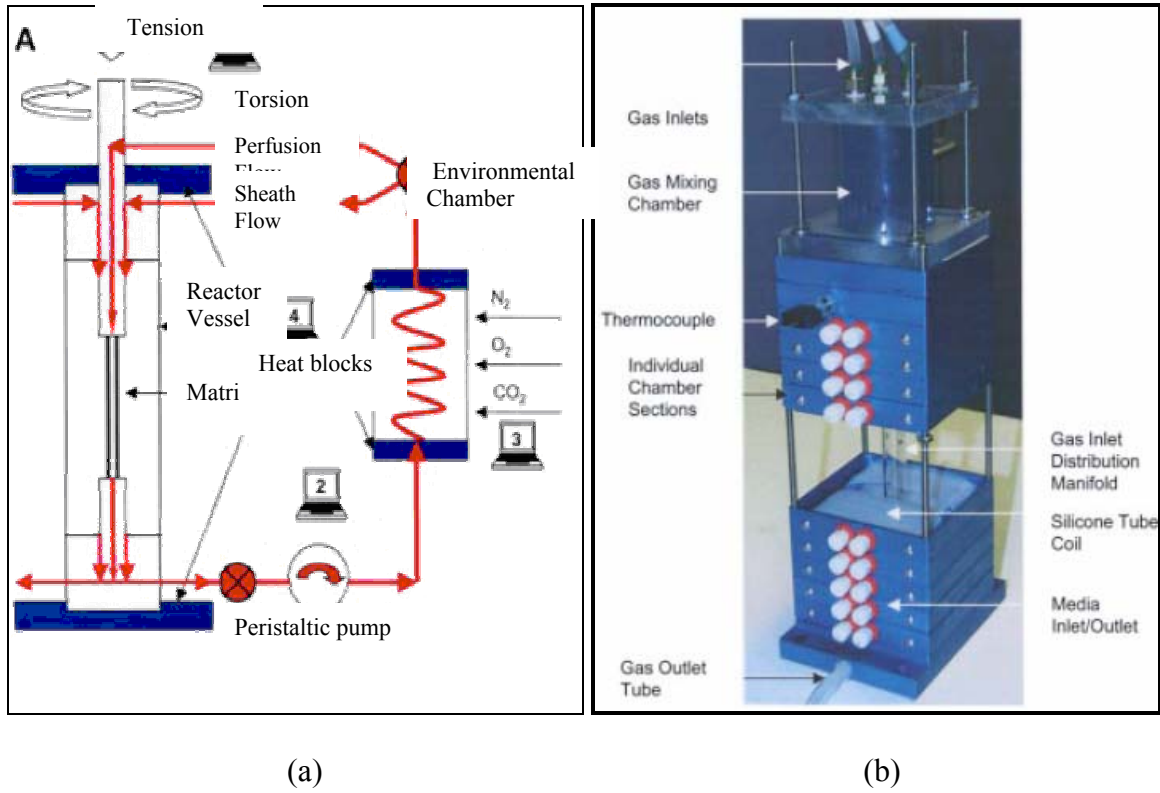 A
Tension
Torsion
Perfusion
Flow
Sheath
Flow
Environmental
Chamber
Reactor
Vessel
4
Heat blocks
N₂
O₂
CO₂
Matri
3
2
Peristaltic pump
(a)
Gas Inlets
Gas Mixing
Chamber
Thermocouple
Individual
Chamber
Sections
Gas Inlet
Distribution
Manifold
Silicone Tube
Coil
Media
Inlet/Outlet
Gas Outlet
Tube
(b)